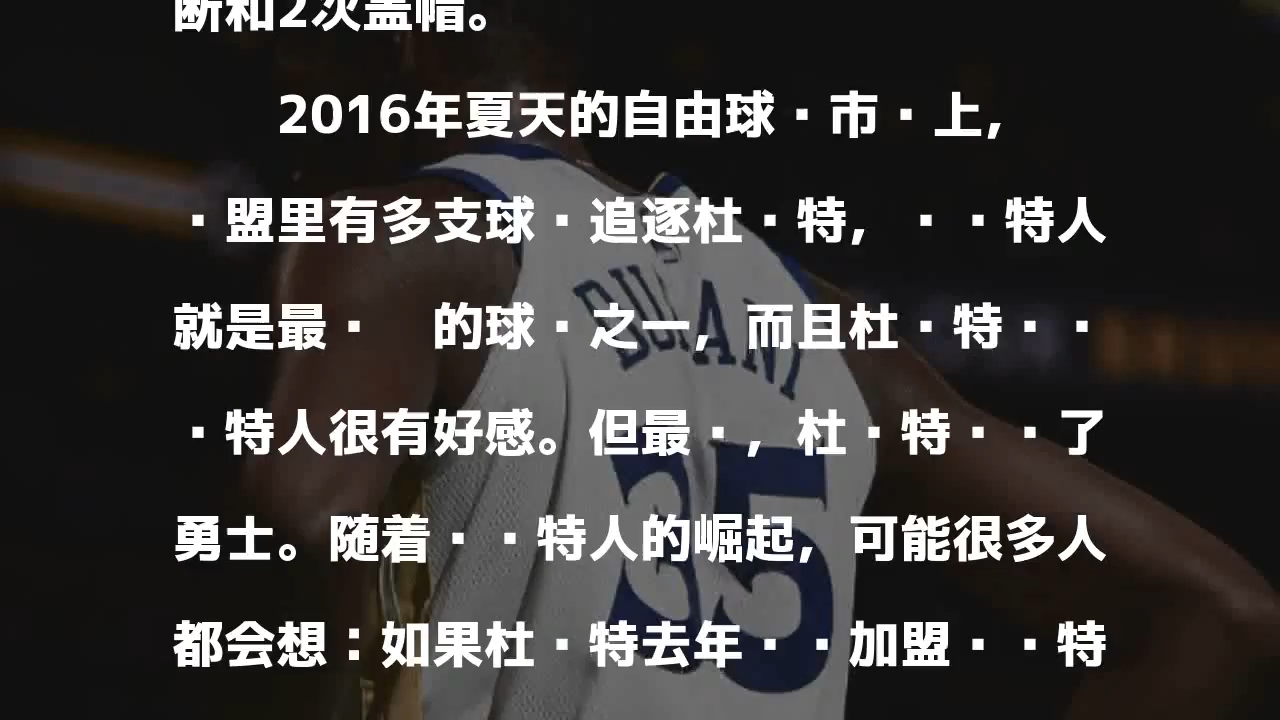 断和2次盖帽。
2016年夏天的自由球▪市▪上，
▪盟里有多支球▪追逐杜▪特，▪▪特人
就是最▪　的球▪之一，而且杜▪特▪▪
▪特人很有好感。但最▪，杜▪特▪▪了
勇士。随着▪▪特人的崛起，可能很多人
都会想：如果杜▪特去年▪▪加盟▪▪特
DURANT
35